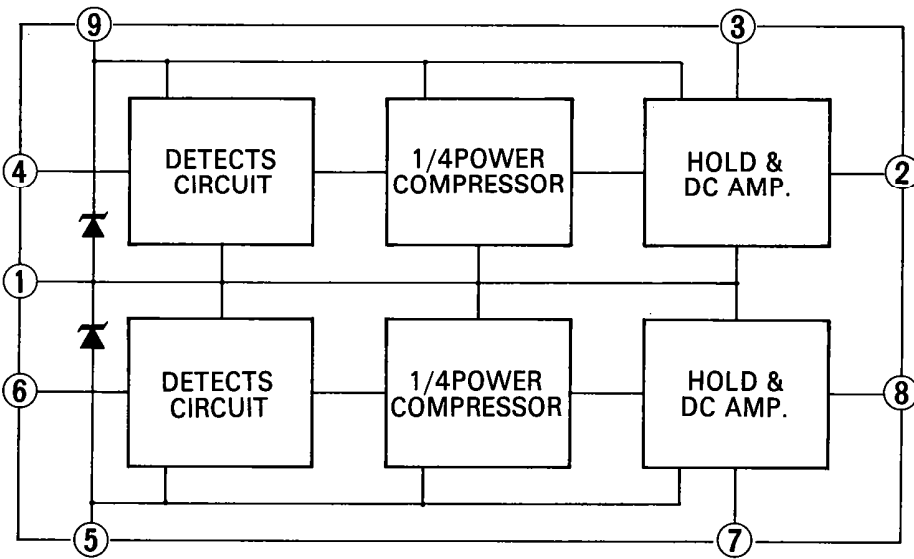 9
3
4
DETECTS
CIRCUIT
1/4POWER
COMPRESSOR
HOLD &
DC AMP.
2
1
6
DETECTS
CIRCUIT
1/4POWER
COMPRESSOR
HOLD &
DC AMP.
8
5
7